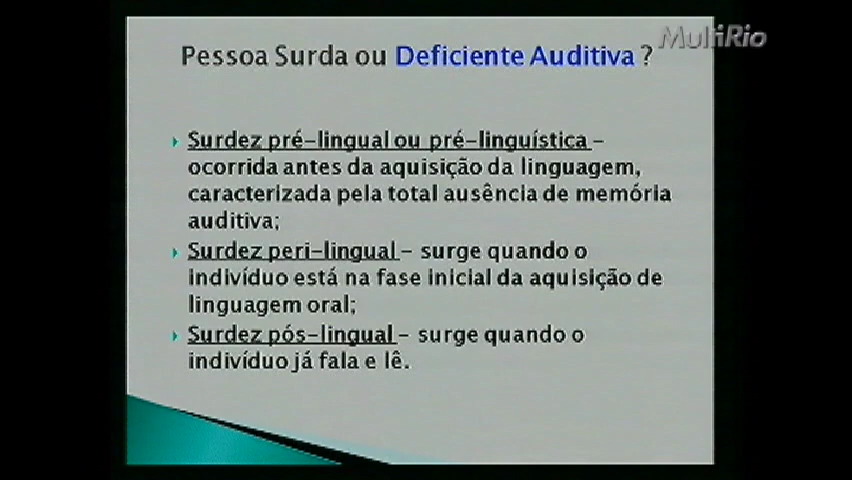 MultiRio
Pessoa Surda ou Deficiente Auditiva ?
Surdez pré-lingual ou pré-linguística -
ocorrida antes da aquisição da linguagem,
caracterizada pela total ausência de memória
auditiva;
Surdez peri-lingual - surge quando o
indivíduo está na fase inicial da aquisição de
linguagem oral;
Surdez pós-lingual - surge quando o
indivíduo já fala e lê.